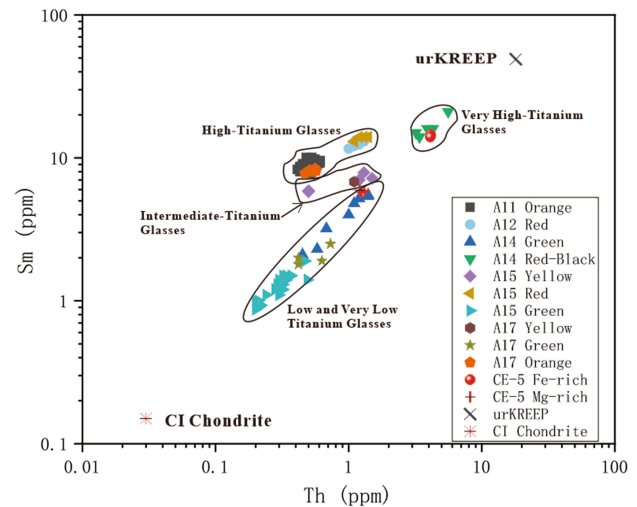 100
urKREEP
Very High-Titanium
Glasses
High-Titanium Glasses
10
Sm (ppm)
Intermediate-Titanium
Glasses
A11 Orange
A12 Red
A14 Green
A14 Red-Black
A15 Yellow
A15 Red
A15 Green
A17 Yellow
A17 Green
A17 Orange
CE-5 Fe-rich
CE-5 Mg-rich
urKREEP
CI Chondrite
1
Low and Very Low
Titanium Glasses
CI Chondrite
0.1
0.01
0.1
1
10
100
Th (ppm)